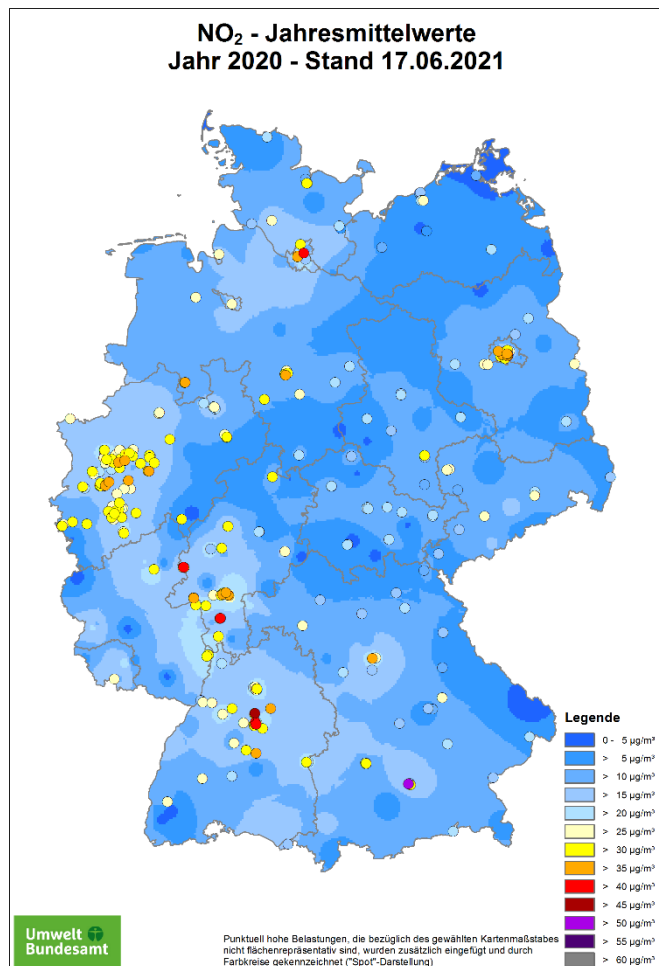 NO₂ - Jahresmittelwerte
Jahr 2020 - Stand 17.06.2021
Legende
0 - 5 µg/m³
> 5 µg/m³
> 10 µg/m³
> 15 µg/m³
> 20 µg/m³
> 25 µg/m³
> 30 µg/m³
> 35 µg/m³
> 40 µg/m³
> 45 µg/m³
> 50 µg/m³
> 55 µg/m³
> 60 µg/m³
Umwelt
Bundesamt
Punktuell hohe Belastungen, die bezüglich des gewählten Kartenmaßstabes
nicht flächenrepräsentativ sind, wurden zusätzlich eingefügt und durch
Farbkreise gekennzeichnet ("Spot"-Darstellung)